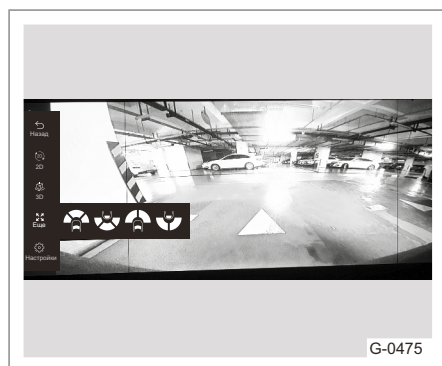 Назад
2D
3D
Еще
Настройки
G-0475